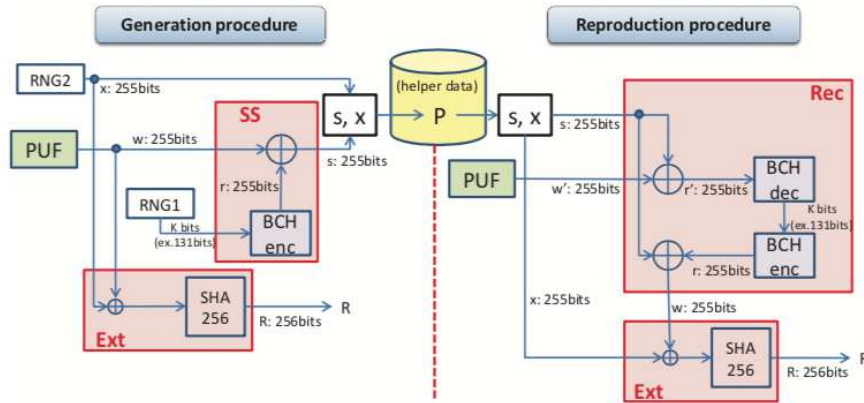 Generation procedure
Reproduction procedure
RNG2
x: 255bits
PUF
w: 255bits
SS
r: 255bits
RNG1
K bits
(ex.131bits)
BCH
enc
s: 255bits
s, x
(helper data)
P
SHA
256
Ext
R: 256bits
R
s, x
s: 255bits
Rec
PUF
w': 255bits
r': 255bits
BCH
dec
K bits
(ex.131bits)
BCH
enc
r: 255bits
x: 255bits
w: 255bits
SHA
256
Ext
R: 256bits
R